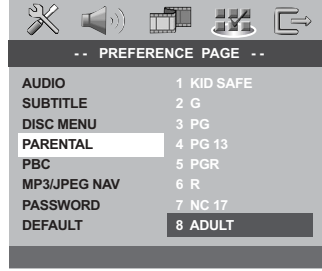 -- PREFERENCE PAGE --
AUDIO 1 KID SAFE
SUBTITLE 2 G
DISC MENU 3 PG
PARENTAL 4 PG 13
PBC 5 PGR
MP3/JPEG NAV 6 R
PASSWORD 7 NC 17
DEFAULT 8 ADULT